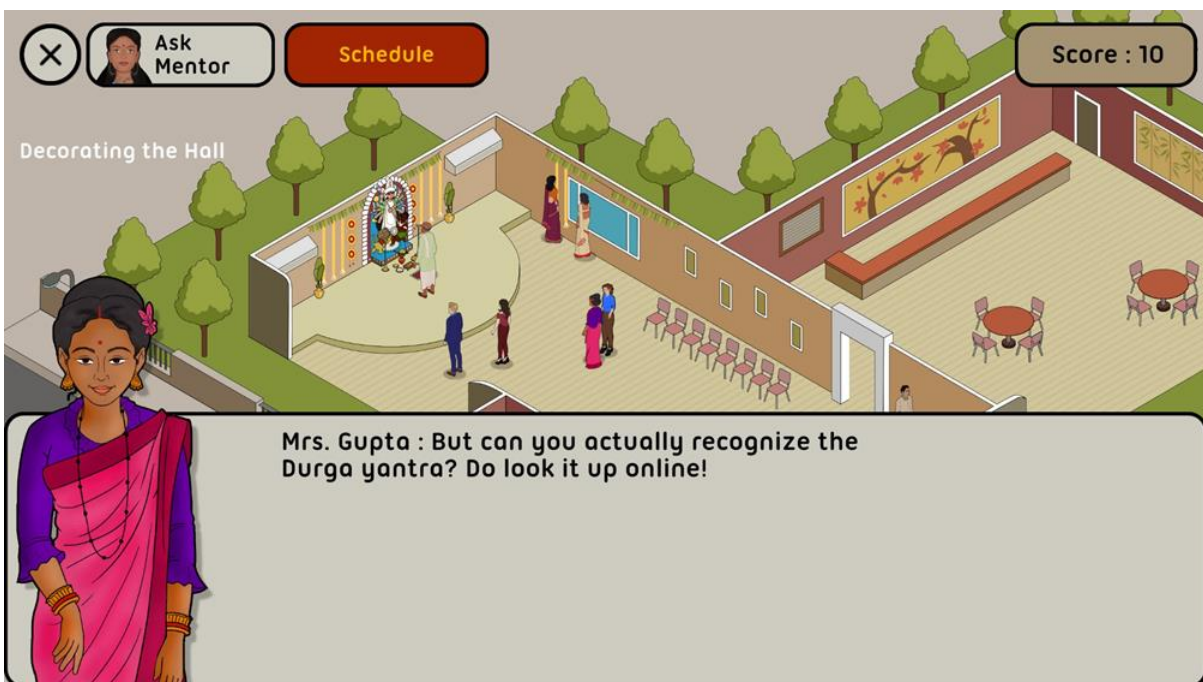 Ask
Mentor
Schedule
Score : 10
Decorating the Hall
Mrs. Gupta : But can you actually recognize the
Durga yantra? Do look it up online!